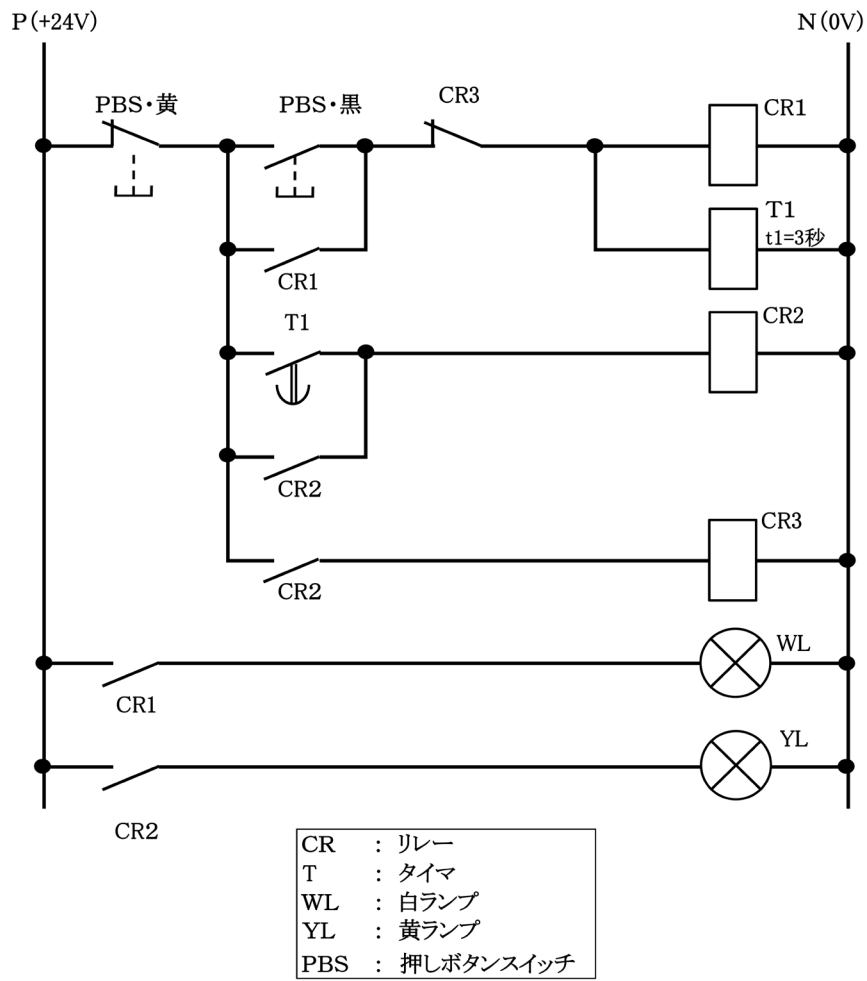 P(+24V)
N(0V)
PBS・黄
PBS・黒
CR3
CR1
T1
t1=3秒
CR1
T1
CR2
CR2
CR3
CR2
WL
CR1
YL
CR2
CR : リレー
T : タイマ
WL : 白ランプ
YL : 黄ランプ
PBS : 押しボタンスイッチ